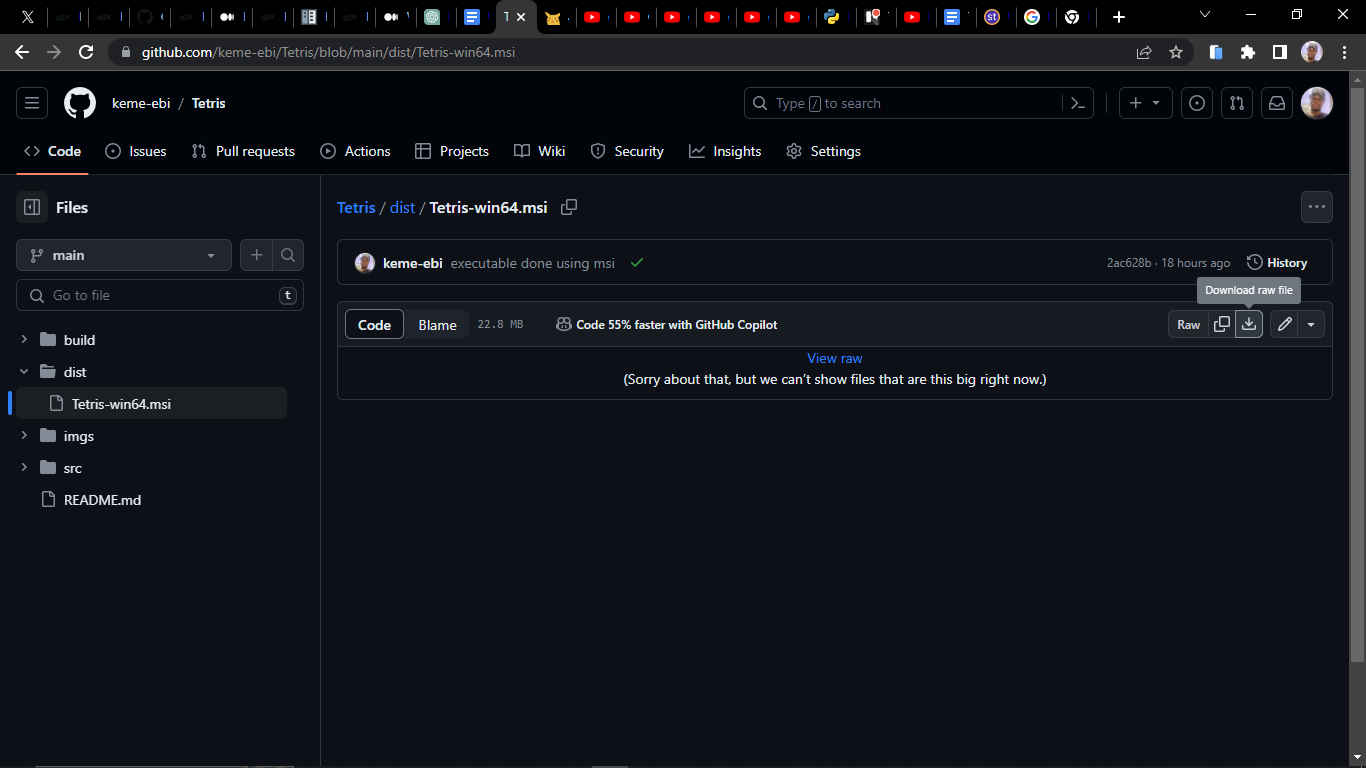 github.com/keme-ebi/Tetris/blob/main/dist/Tetris-win64.msi
keme-ebi / Tetris
Type / to search
Code
Issues
Pull requests
Actions
Projects
Wiki
Security
Insights
Settings
Files
main
Go to file
t
build
dist
Tetris-win64.msi
imgs
src
README.md
Tetris / dist / Tetris-win64.msi
keme-ebi executable done using msi
2ac628b · 18 hours ago
History
Download raw file
Code
Blame
22.8 MB
Code 55% faster with GitHub Copilot
Raw
View raw
(Sorry about that, but we can’t show files that are this big right now.)